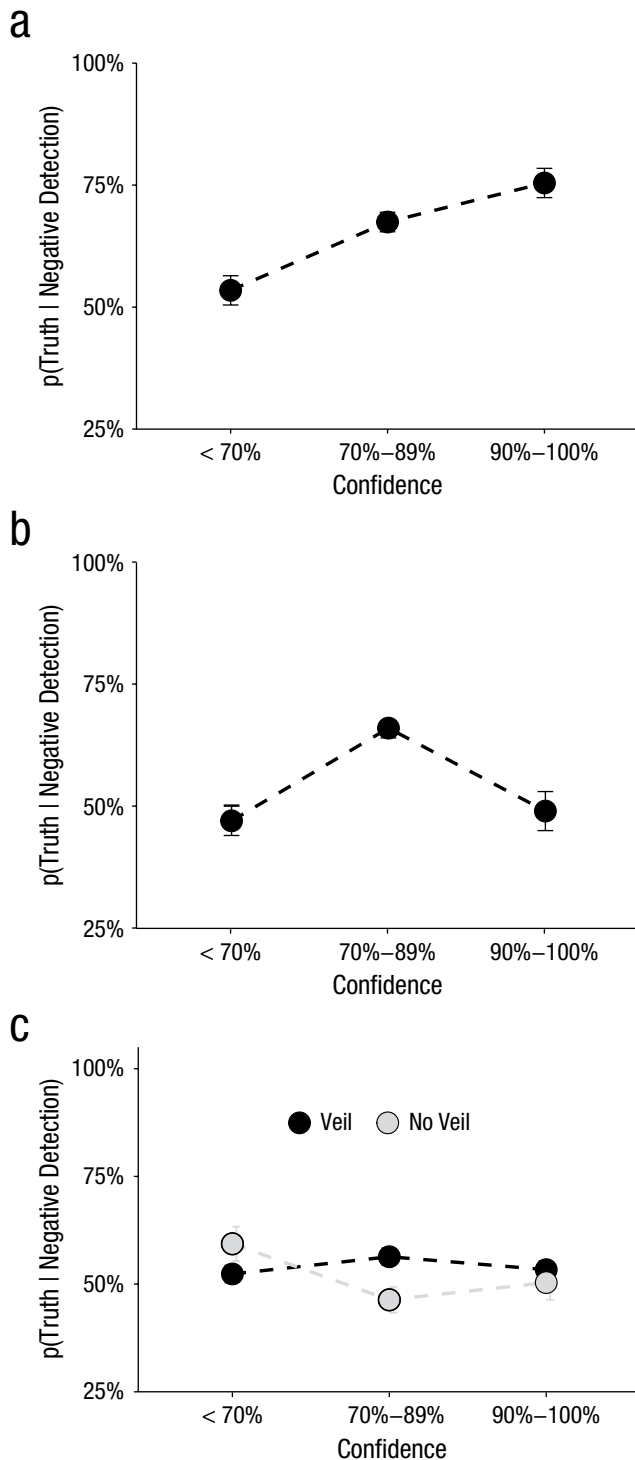 a
100%
75%
50%
25%
p(Truth | Negative Detection)
< 70%
70%–89%
90%–100%
Confidence
b
100%
75%
50%
25%
p(Truth | Negative Detection)
< 70%
70%–89%
90%–100%
Confidence
c
100%
75%
50%
25%
p(Truth | Negative Detection)
Veil
No Veil
< 70%
70%–89%
90%–100%
Confidence